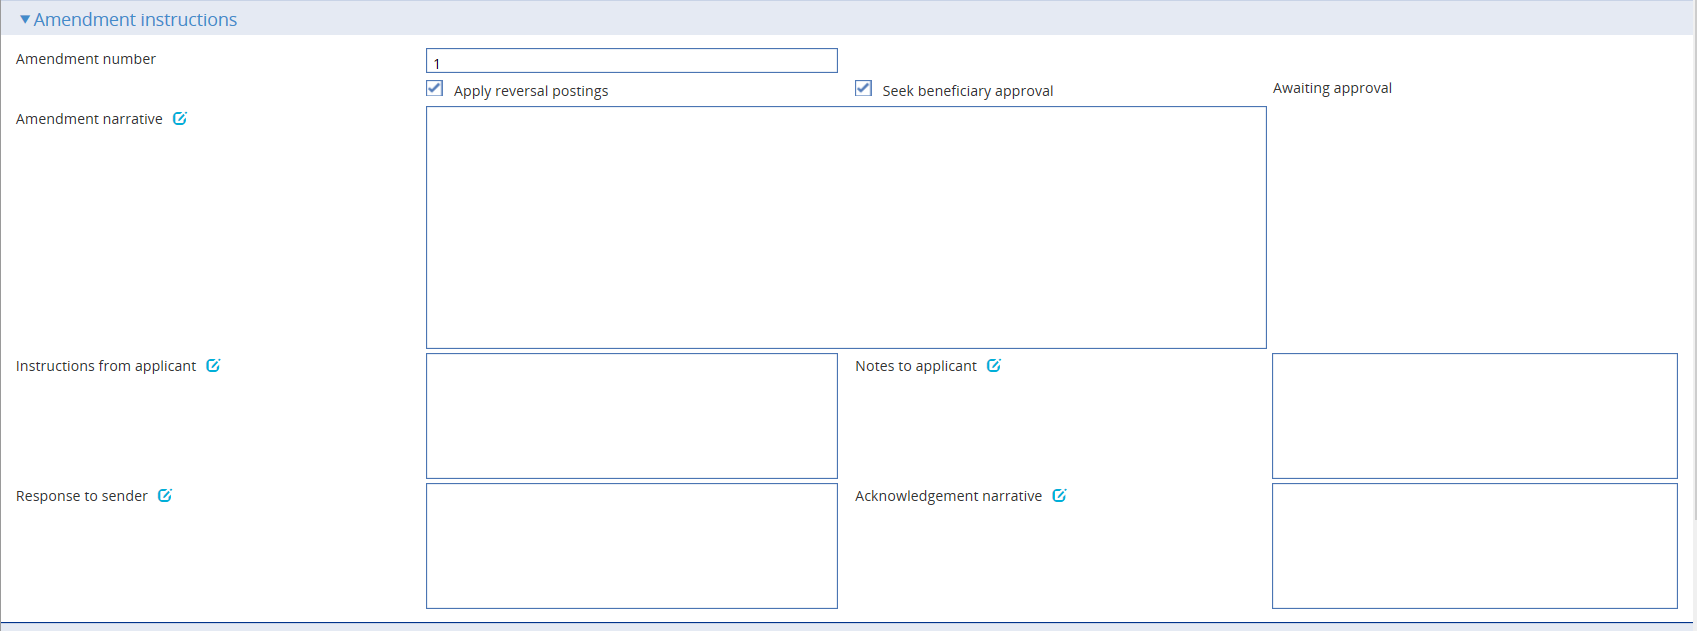 Amendment instructions
Amendment number
1
Apply reversal postings
Seek beneficiary approval
Awaiting approval
Amendment narrative
Instructions from applicant
Notes to applicant
Response to sender
Acknowledgement narrative